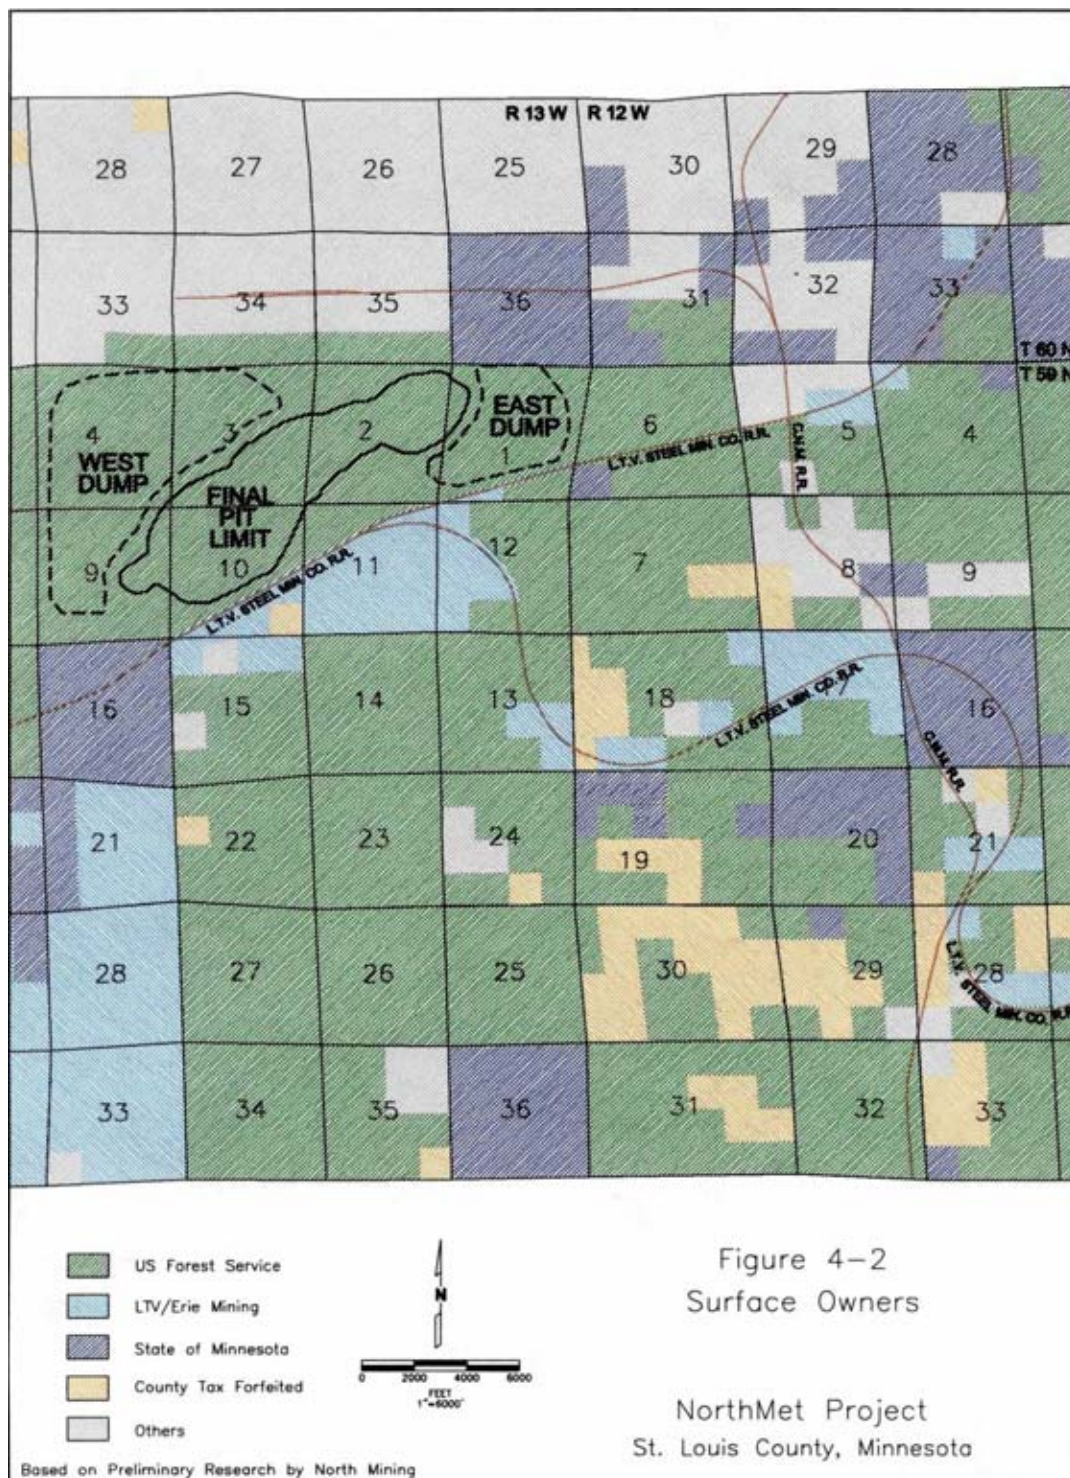 R 13 W R 12 W
28 27 26 25 30 29 28
33 34 35 36 31 32 33
T 60 N
T 59 N
4 3 2 EAST DUMP 1 6 5 4
WEST
DUMP
L.T.V. STEEL MIN. CO. R.R.
C.N.M. R.R.
FINAL
PIT
LIMIT
9 10 11 12 7 8 9
L.T.V. STEEL MIN. CO. R.R.
16 15 14 13 18 17 16
L.T.V. STEEL MIN. CO. R.R.
C.N.M. R.R.
21 22 23 24 19 20 21
28 27 26 25 30 29 28
L.T.V. STEEL MIN. CO. R.R.
33 34 35 36 31 32 33
US Forest Service
LTV/Erie Mining
State of Minnesota
County Tax Forfeited
Others
Based on Preliminary Research by North Mining
N
0 2000 4000 6000
FEET
1"=6000'
Figure 4-2
Surface Owners
NorthMet Project
St. Louis County, Minnesota